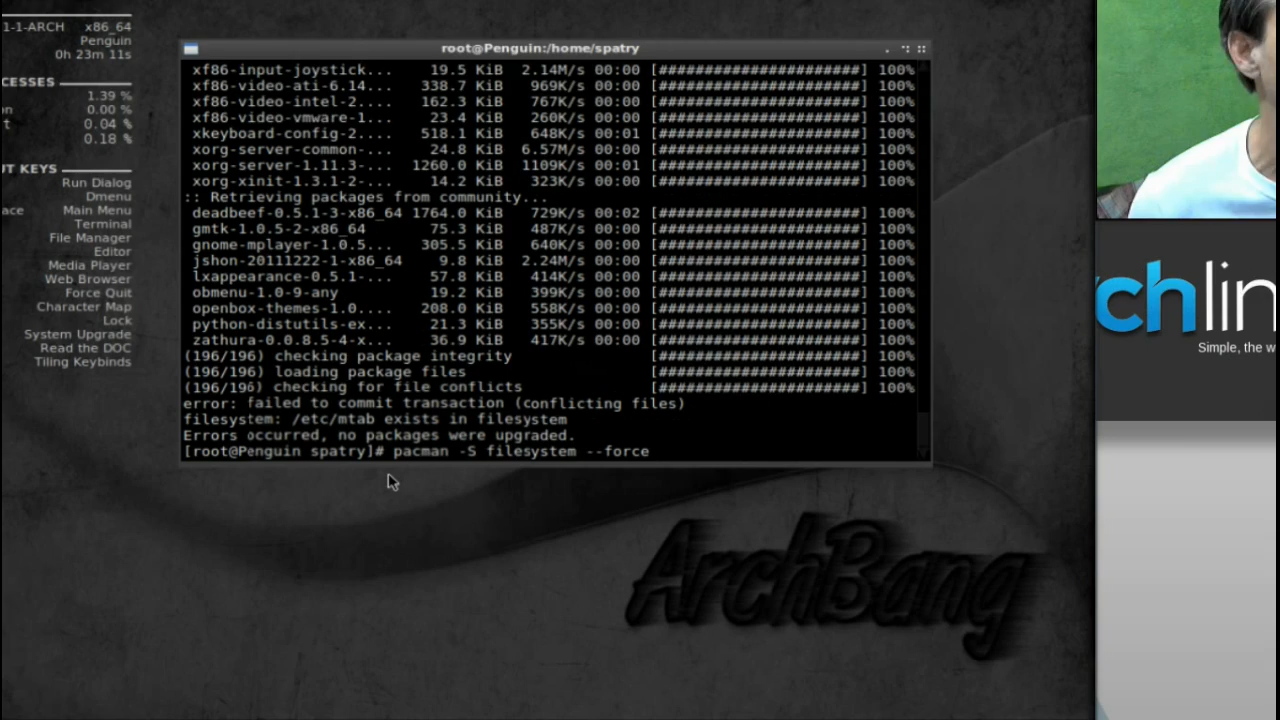 1-1-ARCH x86_64
Penguin
0h 23m 11s
CESSES
1.39 %
0.00 %
0.04 %
0.18 %
UT KEYS
Run Dialog
Dmenu
ace Main Menu
Terminal
File Manager
Editor
Media Player
Web Browser
Force Quit
Character Map
Lock
System Upgrade
Read the DOC
Tiling Keybinds
root@Penguin:/home/spatry
xf86-input-joystick... 19.5 KiB 2.14M/s 00:00 [######################] 100%
xf86-video-ati-6.14... 338.7 KiB 969K/s 00:00 [######################] 100%
xf86-video-intel-2.... 162.3 KiB 767K/s 00:00 [######################] 100%
xf86-video-vmware-1... 23.4 KiB 260K/s 00:00 [######################] 100%
xkeyboard-config-2.... 518.1 KiB 648K/s 00:01 [######################] 100%
xorg-server-common-... 24.8 KiB 6.57M/s 00:00 [######################] 100%
xorg-server-1.11.3-... 1260.0 KiB 1109K/s 00:01 [######################] 100%
xorg-xinit-1.3.1-2-... 14.2 KiB 323K/s 00:00 [######################] 100%
:: Retrieving packages from community...
deadbeef-0.5.1-3-x86_64 1764.0 KiB 729K/s 00:02 [######################] 100%
gmtk-1.0.5-2-x86_64 75.3 KiB 487K/s 00:00 [######################] 100%
gnome-mplayer-1.0.5... 305.5 KiB 640K/s 00:00 [######################] 100%
jshon-20111222-1-x86_64 9.8 KiB 2.24M/s 00:00 [######################] 100%
lxappearance-0.5.1-... 57.8 KiB 414K/s 00:00 [######################] 100%
obmenu-1.0-9-any 19.2 KiB 399K/s 00:00 [######################] 100%
openbox-themes-1.0.... 208.0 KiB 558K/s 00:00 [######################] 100%
python-distutils-ex... 21.3 KiB 355K/s 00:00 [######################] 100%
zathura-0.0.8.5-4-x... 36.9 KiB 417K/s 00:00 [######################] 100%
(196/196) checking package integrity [######################] 100%
(196/196) loading package files [######################] 100%
(196/196) checking for file conflicts [######################] 100%
error: failed to commit transaction (conflicting files)
filesystem: /etc/mtab exists in filesystem
Errors occurred, no packages were upgraded.
[root@Penguin spatry]# pacman -S filesystem --force
ArchBang
rchlin
Simple, the w